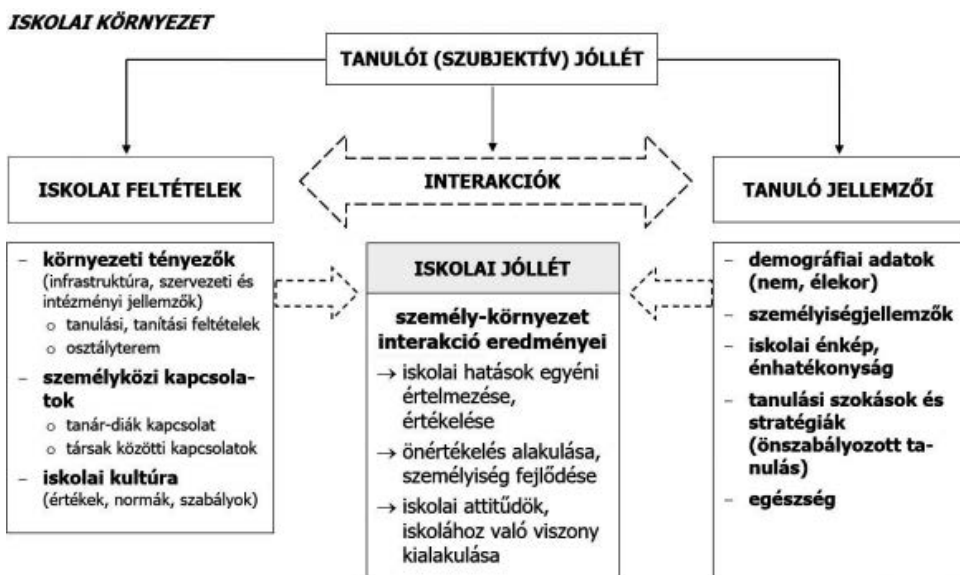 ISKOLAI KÖRNYEZET
TANULÓI (SZUBJEKTÍV) JÓLLÉT
ISKOLAI FELTÉTELEK
INTERAKCIÓK
TANULÓ JELLEMZŐI
– környezeti tényezők
(infrastruktúra, szervezeti és
intézményi jellemzők)
o tanulási, tanítási feltételek
o osztályterem
– személyközi kapcsola-
tok
o tanár-diák kapcsolat
o társak közötti kapcsolatok
– iskolai kultúra
(értékek, normák, szabályok)
ISKOLAI JÓLLÉT
személy-környezet
interakció eredményei
→ iskolai hatások egyéni
értelmezése,
értékelése
→ önértékelés alakulása,
személyiség fejlődése
→ iskolai attitűdök,
iskolához való viszony
kialakulása
– demográfiai adatok
(nem, élekor)
– személyiségjellemzők
– iskolai énkép,
énhatékonyság
– tanulási szokások és
stratégiák
(önszabályozott ta-
nulás)
– egészség